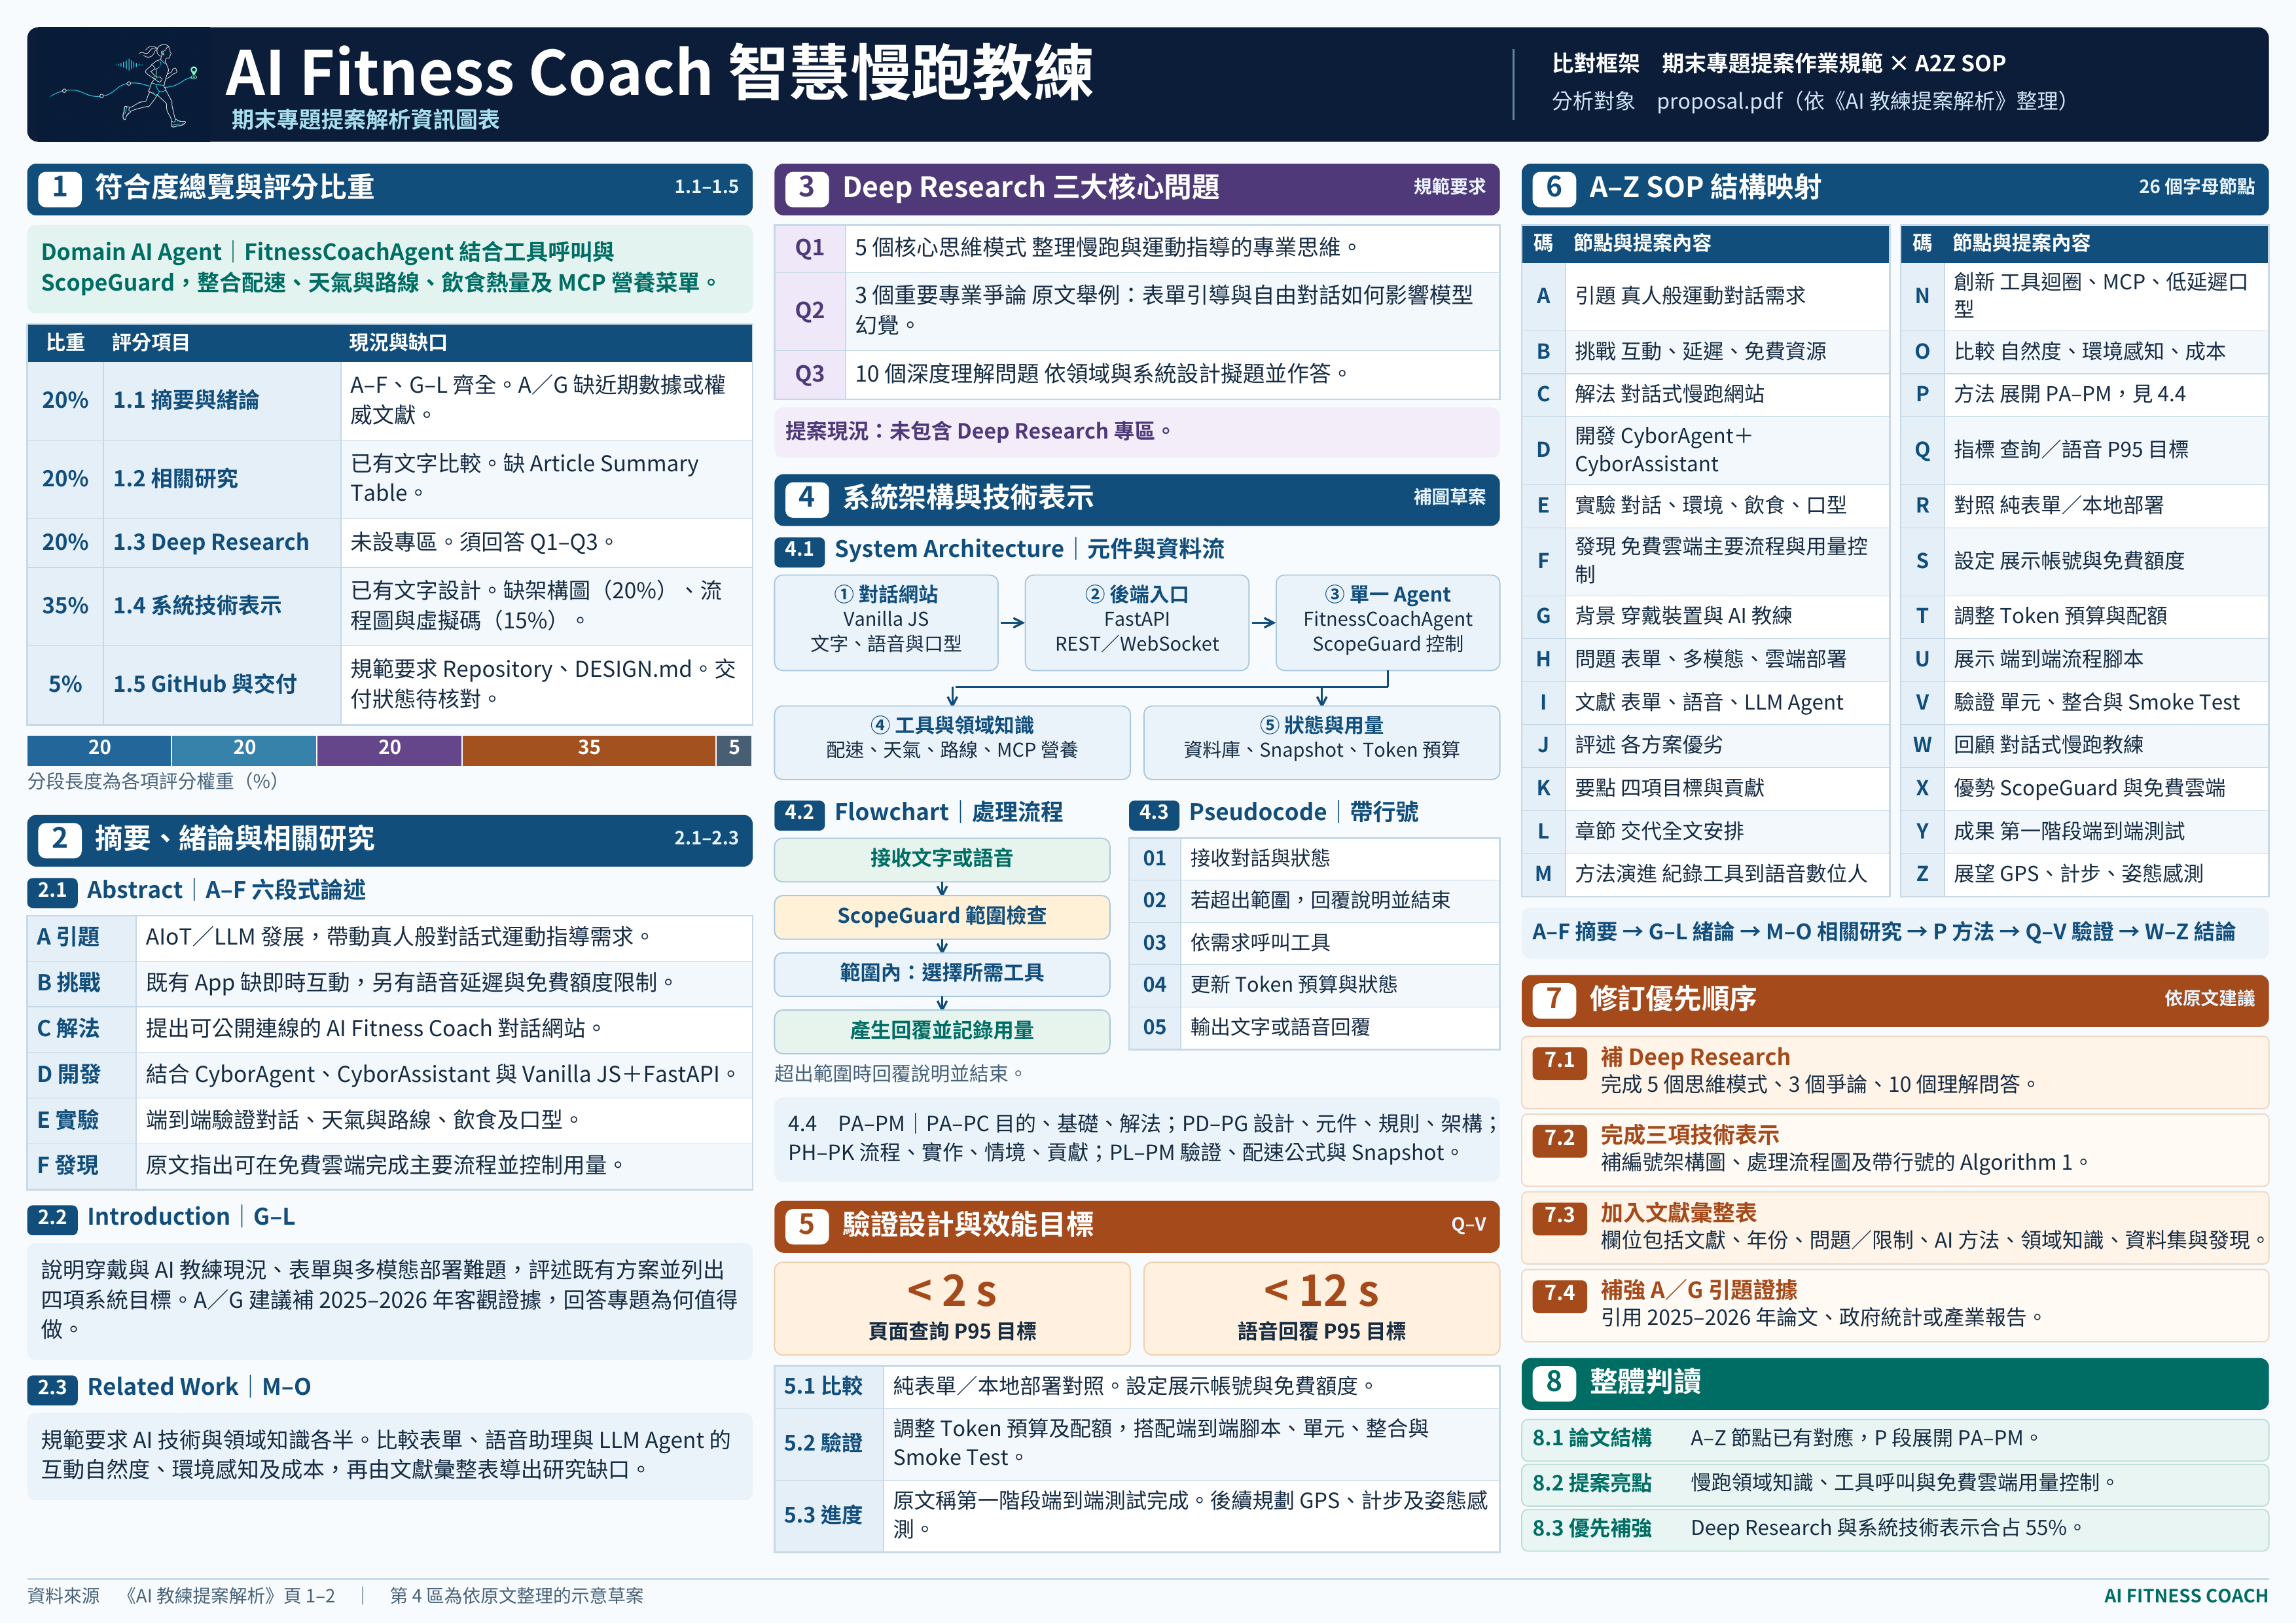 AI Fitness Coach 智慧慢跑教練
期末專題提案解析資訊圖表
比對框架 期末專題提案作業規範 × A2Z SOP
分析對象 proposal.pdf（依《AI 教練提案解析》整理）
1 符合度總覽與評分比重 1.1–1.5
Domain AI Agent｜FitnessCoachAgent 結合工具呼叫與
ScopeGuard，整合配速、天氣與路線、飲食熱量及 MCP 營養菜單。
比重 評分項目 現況與缺口
20% 1.1 摘要與緒論 A–F、G–L 齊全。A／G 缺近期數據或權
威文獻。
20% 1.2 相關研究 已有文字比較。缺 Article Summary
Table。
20% 1.3 Deep Research 未設專區。須回答 Q1–Q3。
35% 1.4 系統技術表示 已有文字設計。缺架構圖（20%）、流
程圖與虛擬碼（15%）。
5% 1.5 GitHub 與交付 規範要求 Repository、DESIGN.md。交
付狀態待核對。
20 20 20 35 5
分段長度為各項評分權重（%）
2 摘要、緒論與相關研究 2.1–2.3
2.1 Abstract｜A–F 六段式論述
A 引題 AIoT／LLM 發展，帶動真人般對話式運動指導需求。
B 挑戰 既有 App 缺即時互動，另有語音延遲與免費額度限制。
C 解法 提出可公開連線的 AI Fitness Coach 對話網站。
D 開發 結合 CyborAgent、CyborAssistant 與 Vanilla JS＋FastAPI。
E 實驗 端到端驗證對話、天氣與路線、飲食及口型。
F 發現 原文指出可在免費雲端完成主要流程並控制用量。
2.2 Introduction｜G–L
說明穿戴與 AI 教練現況、表單與多模態部署難題，評述既有方案並列出
四項系統目標。A／G 建議補 2025–2026 年客觀證據，回答專題為何值得
做。
2.3 Related Work｜M–O
規範要求 AI 技術與領域知識各半。比較表單、語音助理與 LLM Agent 的
互動自然度、環境感知及成本，再由文獻彙整表導出研究缺口。
3 Deep Research 三大核心問題 規範要求
Q1 5 個核心思維模式 整理慢跑與運動指導的專業思維。
Q2 3 個重要專業爭論 原文舉例：表單引導與自由對話如何影響模型
幻覺。
Q3 10 個深度理解問題 依領域與系統設計擬題並作答。
提案現況：未包含 Deep Research 專區。
4 系統架構與技術表示 補圖草案
4.1 System Architecture｜元件與資料流
① 對話網站
Vanilla JS
文字、語音與口型
② 後端入口
FastAPI
REST／WebSocket
③ 單一 Agent
FitnessCoachAgent
ScopeGuard 控制
④ 工具與領域知識
配速、天氣、路線、MCP 營養
⑤ 狀態與用量
資料庫、Snapshot、Token 預算
4.2 Flowchart｜處理流程
接收文字或語音
ScopeGuard 範圍檢查
範圍內：選擇所需工具
產生回覆並記錄用量
超出範圍時回覆說明並結束。
4.3 Pseudocode｜帶行號
01 接收對話與狀態
02 若超出範圍，回覆說明並結束
03 依需求呼叫工具
04 更新 Token 預算與狀態
05 輸出文字或語音回覆
4.4 PA–PM｜PA–PC 目的、基礎、解法；PD–PG 設計、元件、規則、架構；
PH–PK 流程、實作、情境、貢獻；PL–PM 驗證、配速公式與 Snapshot。
5 驗證設計與效能目標 Q–V
< 2 s
頁面查詢 P95 目標
< 12 s
語音回覆 P95 目標
5.1 比較 純表單／本地部署對照。設定展示帳號與免費額度。
5.2 驗證 調整 Token 預算及配額，搭配端到端腳本、單元、整合與
Smoke Test。
5.3 進度 原文稱第一階段端到端測試完成。後續規劃 GPS、計步及姿態感
測。
6 A–Z SOP 結構映射 26 個字母節點
碼 節點與提案內容
A 引題 真人般運動對話需求
B 挑戰 互動、延遲、免費資源
C 解法 對話式慢跑網站
D 開發 CyborAgent＋
CyborAssistant
E 實驗 對話、環境、飲食、口型
F 發現 免費雲端主要流程與用量控
制
G 背景 穿戴裝置與 AI 教練
H 問題 表單、多模態、雲端部署
I 文獻 表單、語音、LLM Agent
J 評述 各方案優劣
K 要點 四項目標與貢獻
L 章節 交代全文安排
M 方法演進 紀錄工具到語音數位人
碼 節點與提案內容
N 創新 工具迴圈、MCP、低延遲口
型
O 比較 自然度、環境感知、成本
P 方法 展開 PA–PM，見 4.4
Q 指標 查詢／語音 P95 目標
R 對照 純表單／本地部署
S 設定 展示帳號與免費額度
T 調整 Token 預算與配額
U 展示 端到端流程腳本
V 驗證 單元、整合與 Smoke Test
W 回顧 對話式慢跑教練
X 優勢 ScopeGuard 與免費雲端
Y 成果 第一階段端到端測試
Z 展望 GPS、計步、姿態感測
A–F 摘要 → G–L 緒論 → M–O 相關研究 → P 方法 → Q–V 驗證 → W–Z 結論
7 修訂優先順序 依原文建議
7.1 補 Deep Research
完成 5 個思維模式、3 個爭論、10 個理解問答。
7.2 完成三項技術表示
補編號架構圖、處理流程圖及帶行號的 Algorithm 1。
7.3 加入文獻彙整表
欄位包括文獻、年份、問題／限制、AI 方法、領域知識、資料集與發現。
7.4 補強 A／G 引題證據
引用 2025–2026 年論文、政府統計或產業報告。
8 整體判讀
8.1 論文結構 A–Z 節點已有對應，P 段展開 PA–PM。
8.2 提案亮點 慢跑領域知識、工具呼叫與免費雲端用量控制。
8.3 優先補強 Deep Research 與系統技術表示合占 55%。
資料來源 《AI 教練提案解析》頁 1–2 ｜ 第 4 區為依原文整理的示意草案
AI FITNESS COACH